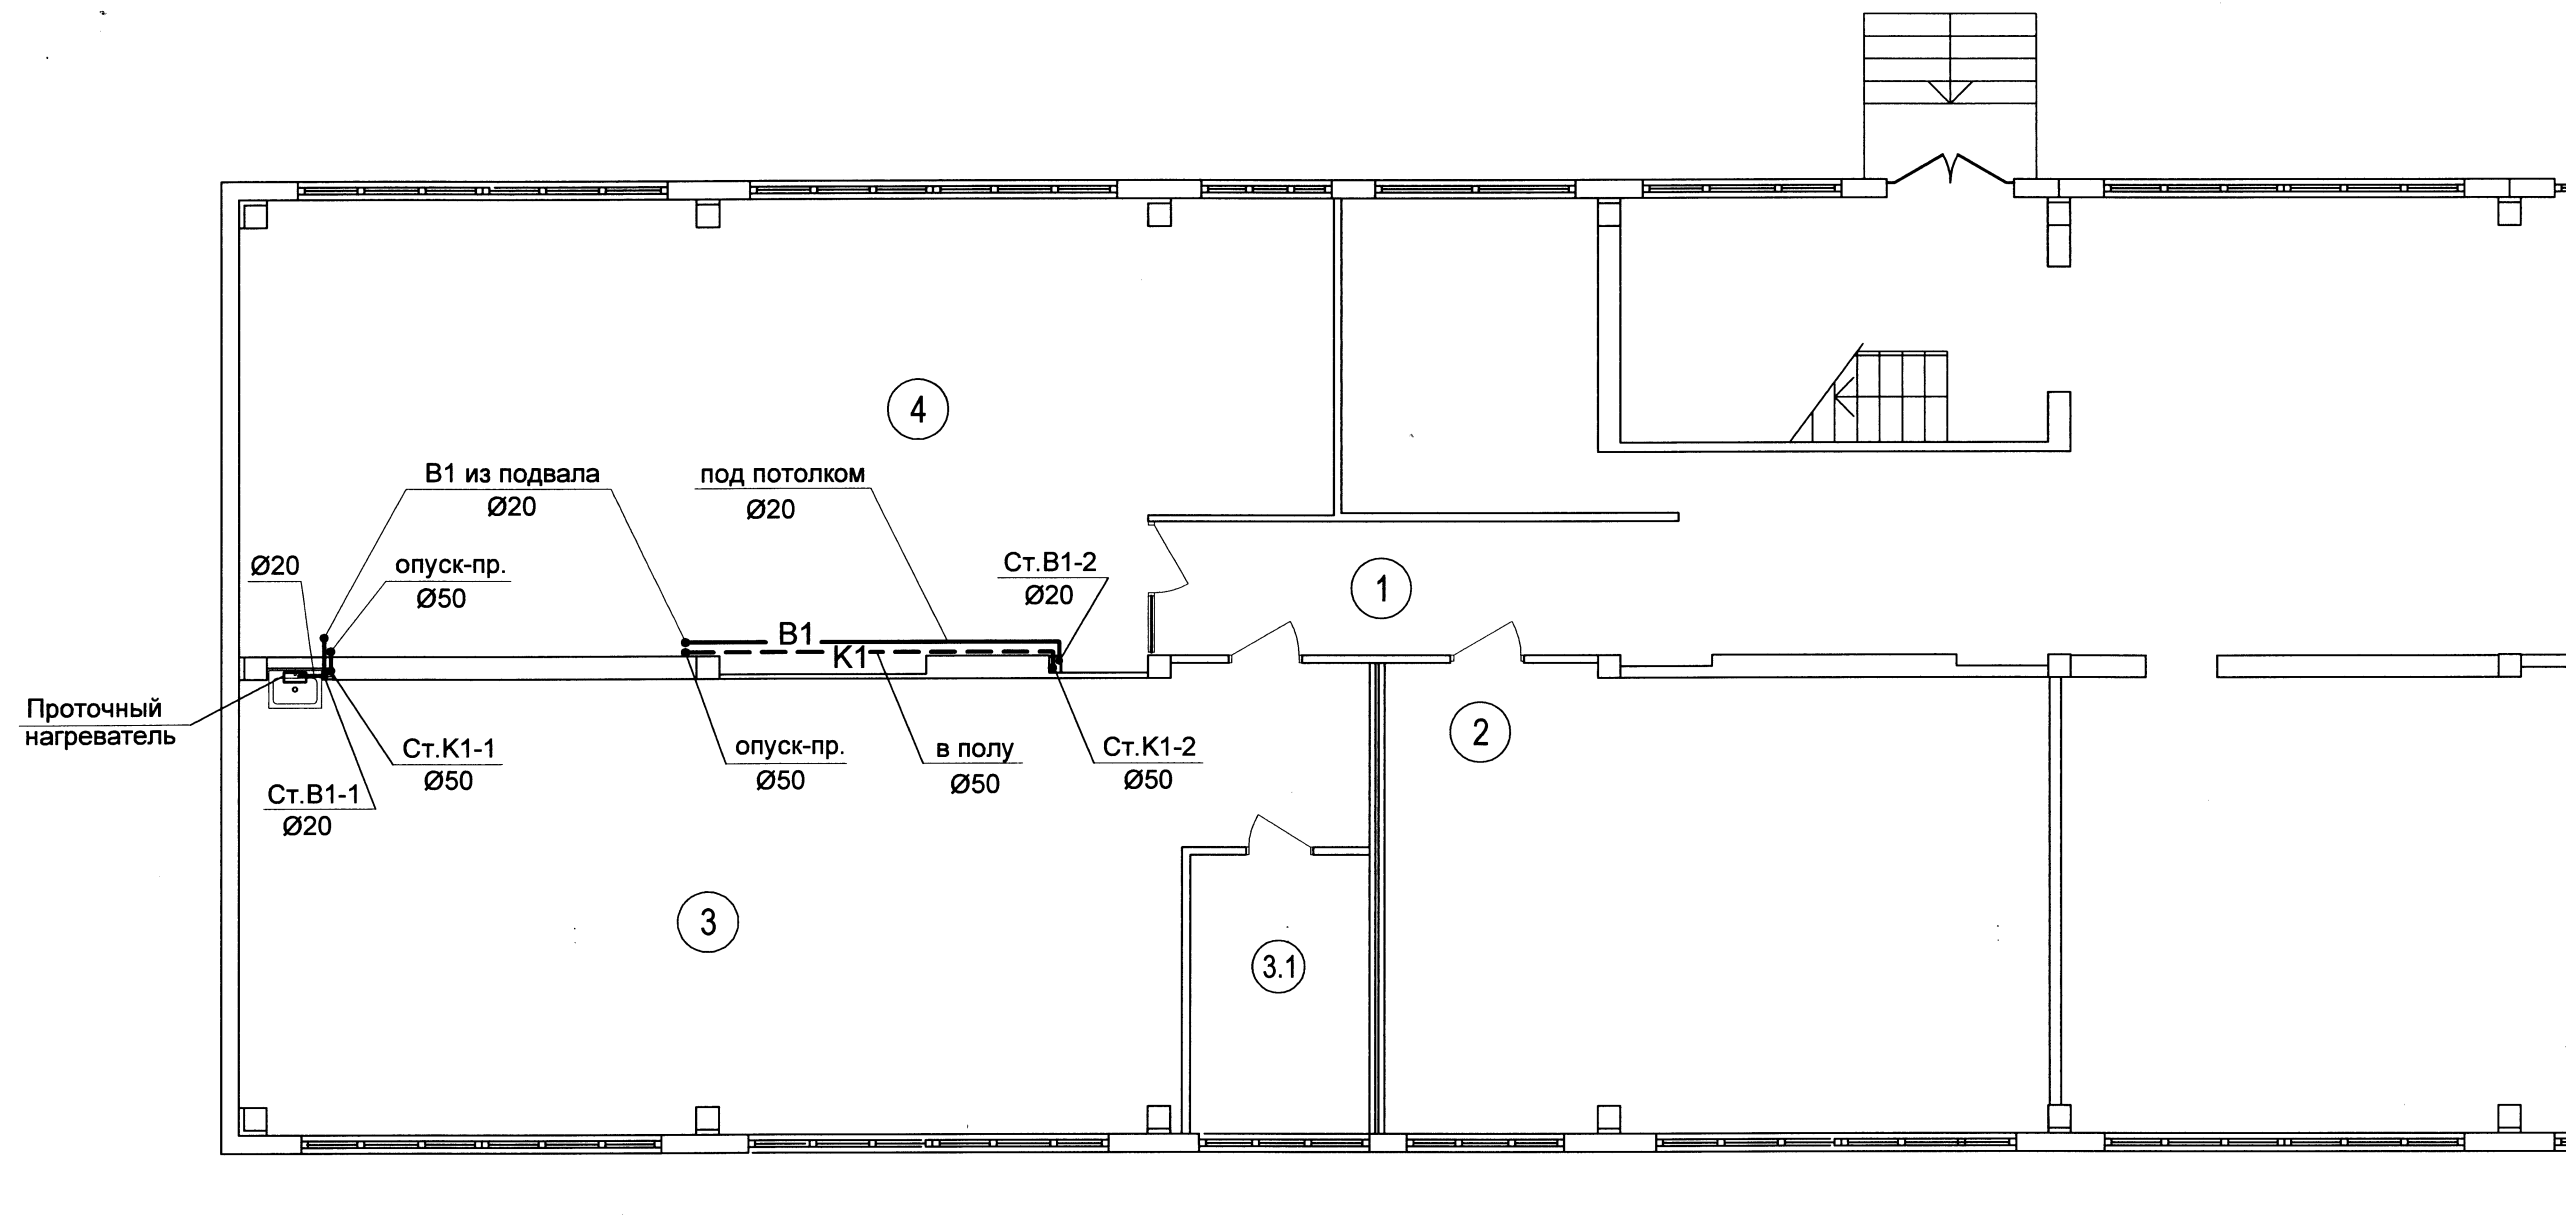 4
В1 из подвала
Ø20
под потолком
Ø20
Ø20
опуск-пр.
Ø50
Ст.В1-2
Ø20
1
В1
К1
Проточный
нагреватель
Ст.К1-1
Ø50
Ст.В1-1
Ø20
опуск-пр.
Ø50
в полу
Ø50
Ст.К1-2
Ø50
2
3
3.1